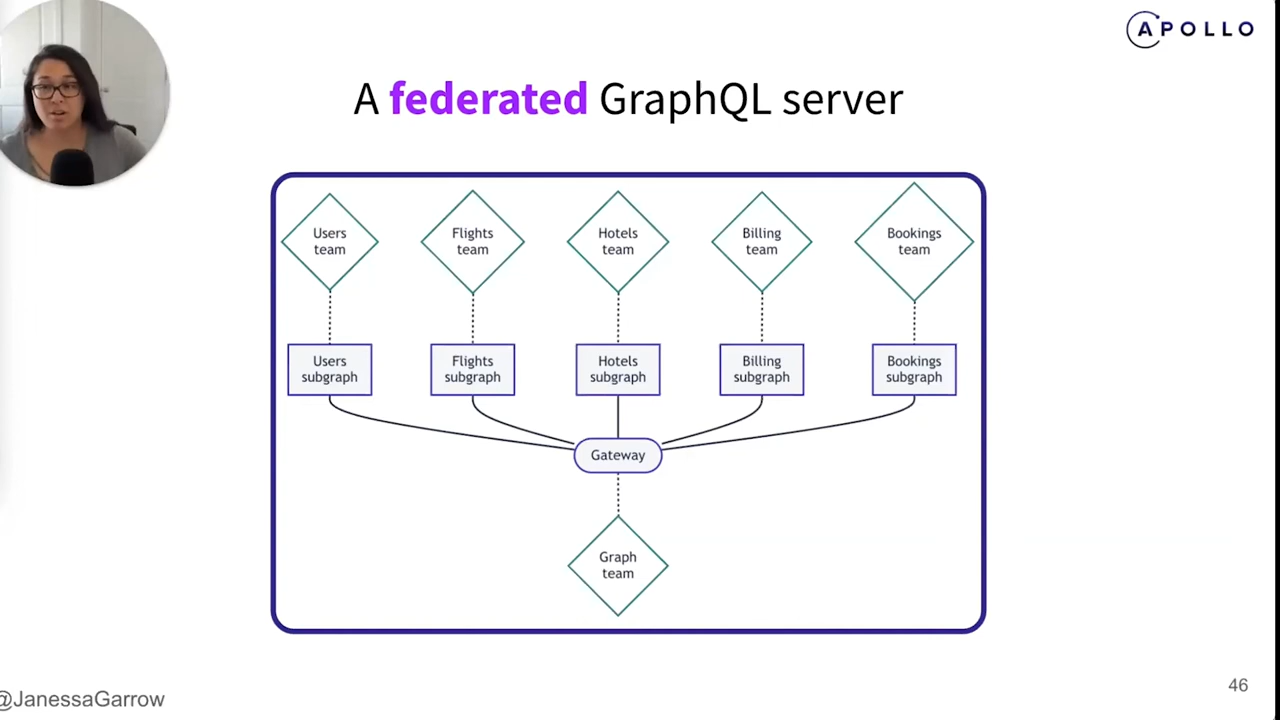 APOLLO
A federated GraphQL server
Users
team
Flights
team
Hotels
team
Billing
team
Bookings
team
Users
subgraph
Flights
subgraph
Hotels
subgraph
Billing
subgraph
Bookings
subgraph
Gateway
Graph
team
@JanessaGarrow
46